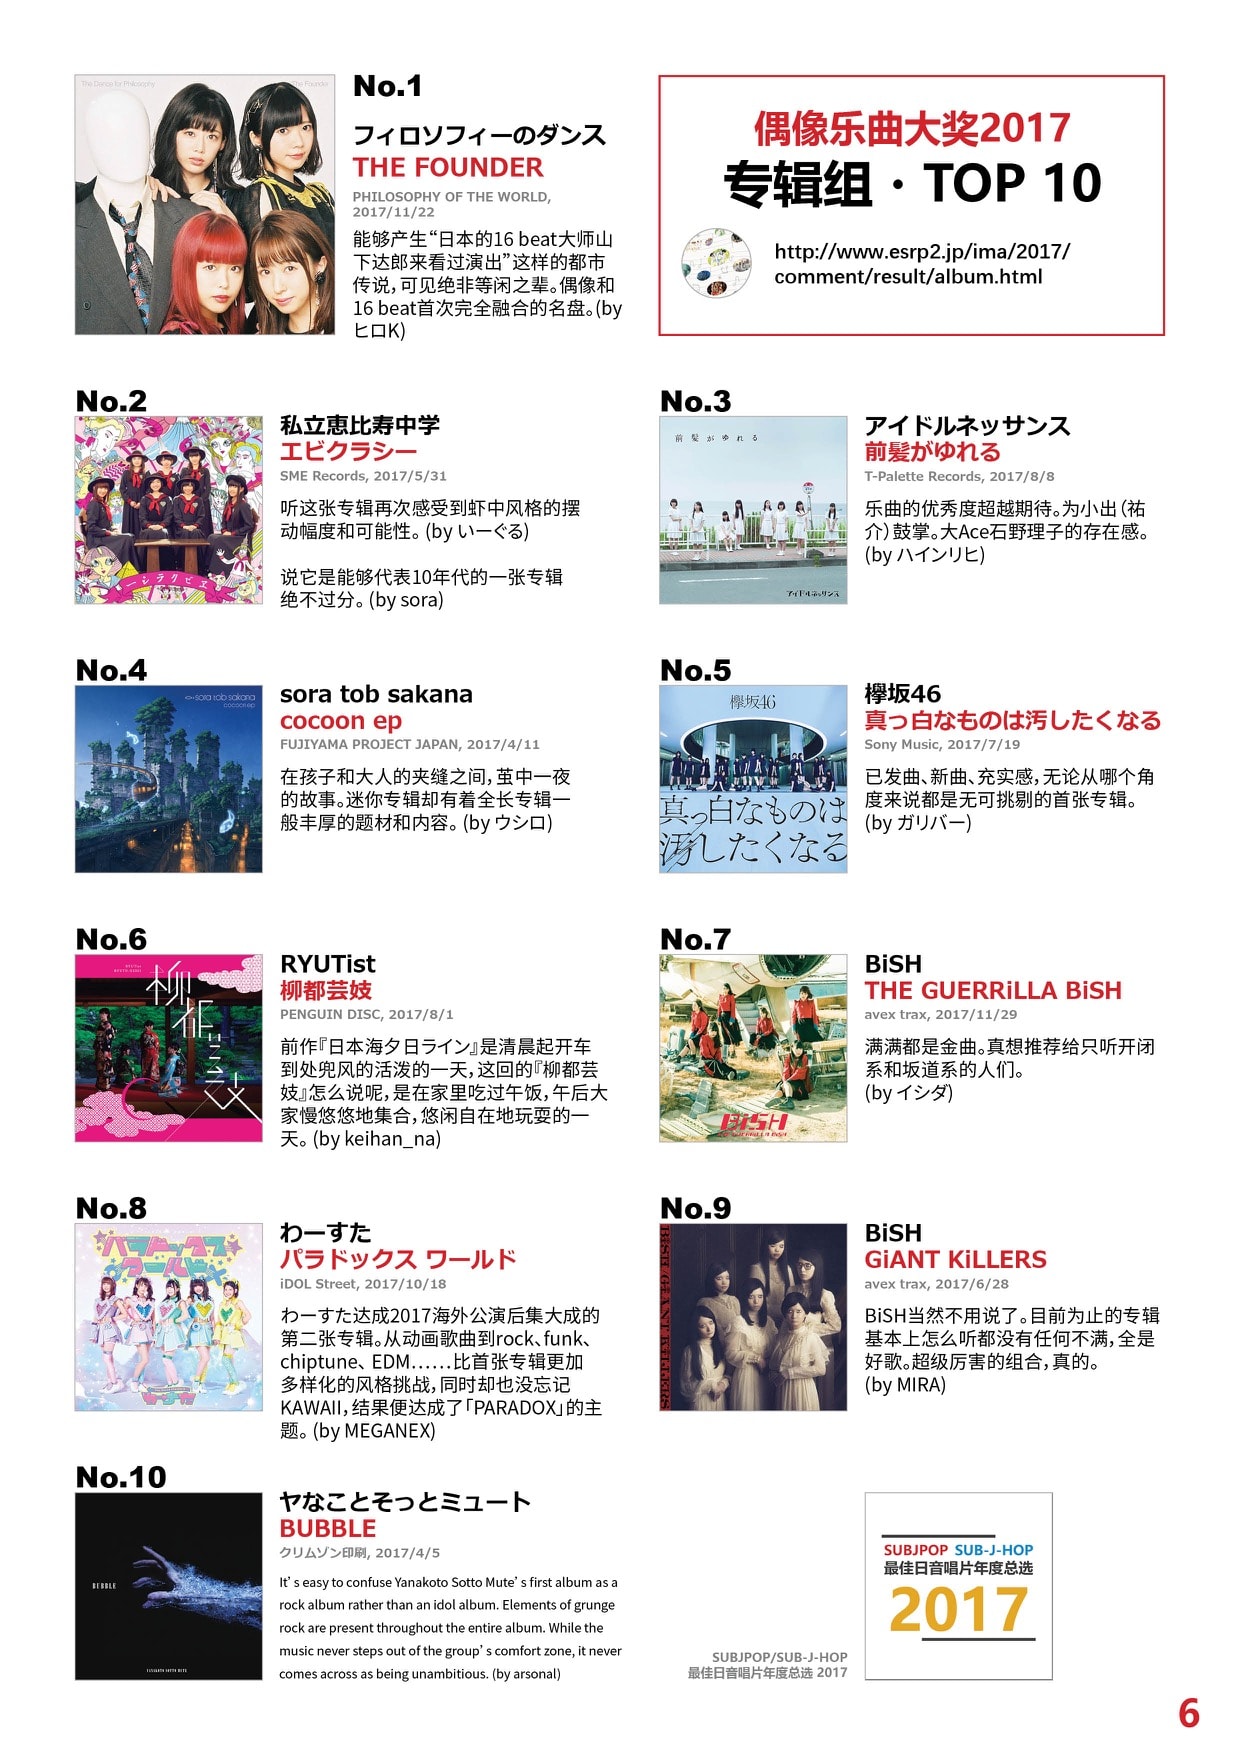 The Dance for Philosophy
The Founder
No.1
フィロソフィーのダンス
THE FOUNDER
PHILOSOPHY OF THE WORLD,
2017/11/22
能够产生“日本的16 beat大师山
下达郎来看过演出”这样的都市
传说，可见绝非等闲之辈。偶像和
16 beat首次完全融合的名盘。(by
ヒロK)
偶像乐曲大奖2017
专辑组・TOP 10
http://www.esrp2.jp/ima/2017/
comment/result/album.html
No.2
エビクラシー
私立恵比寿中学
エビクラシー
SME Records, 2017/5/31
听这张专辑再次感受到虾中风格的摆
动幅度和可能性。(by いーぐる)
说它是能够代表10年代的一张专辑
绝不过分。(by sora)
No.3
前髪がゆれる
アイドルネッサンス
アイドルネッサンス
前髪がゆれる
T-Palette Records, 2017/8/8
乐曲的优秀度超越期待。为小出（祐
介）鼓掌。大Ace石野理子的存在感。
(by ハインリヒ)
No.4
sora tob sakana
cocoon ep
sora tob sakana
cocoon ep
FUJIYAMA PROJECT JAPAN, 2017/4/11
在孩子和大人的夹缝之间，茧中一夜
的故事。迷你专辑却有着全长专辑一
般丰厚的题材和内容。(by ウシロ)
No.5
欅坂46
真っ白なものは
汚したくなる
欅坂46
真っ白なものは汚したくなる
Sony Music, 2017/7/19
已发曲、新曲、充实感，无论从哪个角
度来说都是无可挑剔的首张专辑。
(by ガリバー)
No.6
柳都芸妓
RYUTist
柳都芸妓
PENGUIN DISC, 2017/8/1
前作『日本海夕日ライン』是清晨起开车
到处兜风的活泼的一天，这回的『柳都芸
妓』怎么说呢，是在家里吃过午饭，午后大
家慢悠悠地集合，悠闲自在地玩耍的一
天。(by keihan_na)
No.7
BiSH
THE GUERRiLLA BiSH
BiSH
THE GUERRiLLA BiSH
avex trax, 2017/11/29
满满都是金曲。真想推荐给只听开闭
系和坂道系的人们。
(by イシダ)
No.8
パラドックス
ワールド
わーすた
わーすた
パラドックス ワールド
iDOL Street, 2017/10/18
わーすた达成2017海外公演后集大成的
第二张专辑。从动画歌曲到rock、funk、
chiptune、EDM……比首张专辑更加
多样化的风格挑战，同时却也没忘记
KAWAII，结果便达成了「PARADOX」的主
题。(by MEGANEX)
No.9
BiSH/GiANT KiLLERS
BiSH
GiANT KiLLERS
avex trax, 2017/6/28
BiSH当然不用说了。目前为止的专辑
基本上怎么听都没有任何不满，全是
好歌。超级厉害的组合，真的。
(by MIRA)
No.10
BUBBLE
YANAKOTO SOTTO MUTE
ヤなことそっとミュート
BUBBLE
クリムゾン印刷, 2017/4/5
It’s easy to confuse Yanakoto Sotto Mute’s first album as a
rock album rather than an idol album. Elements of grunge
rock are present throughout the entire album. While the
music never steps out of the group’s comfort zone, it never
comes across as being unambitious. (by arsonal)
SUBJPOP/SUB-J-HOP
最佳日音唱片年度总选 2017
SUBJPOP SUB-J-HOP
最佳日音唱片年度总选
2017
6